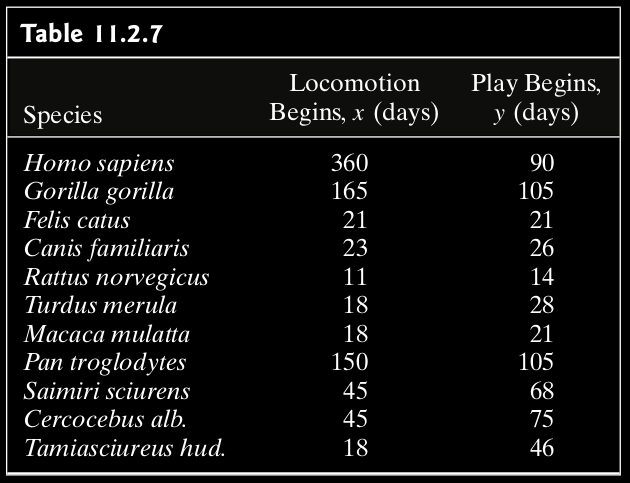 Table 11.2.7
Locomotion Play Begins,
Species Begins, x (days) y (days)
Homo sapiens 360 90
Gorilla gorilla 165 105
Felis catus 21 21
Canis familiaris 23 26
Rattus norvegicus 11 14
Turdus merula 18 28
Macaca mulatta 18 21
Pan troglodytes 150 105
Saimiri sciurens 45 68
Cercocebus alb. 45 75
Tamiasciureus hud. 18 46